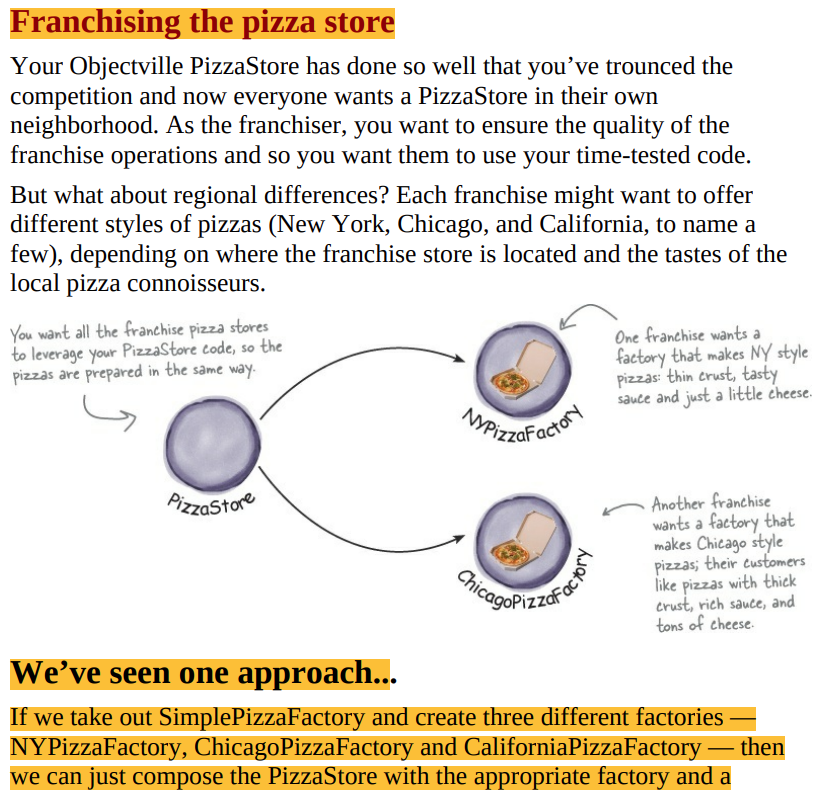 Franchising the pizza store
Your Objectville PizzaStore has done so well that you’ve trounced the
competition and now everyone wants a PizzaStore in their own
neighborhood. As the franchiser, you want to ensure the quality of the
franchise operations and so you want them to use your time-tested code.
But what about regional differences? Each franchise might want to offer
different styles of pizzas (New York, Chicago, and California, to name a
few), depending on where the franchise store is located and the tastes of the
local pizza connoisseurs.
You want all the franchise pizza stores
to leverage your PizzaStore code, so the
pizzas are prepared in the same way.
PizzaStore
NYPizzaFactory
One franchise wants a
factory that makes NY style
pizzas: thin crust, tasty
sauce and just a little cheese.
ChicagoPizzaFactory
Another franchise
wants a factory that
makes Chicago style
pizzas; their customers
like pizzas with thick
crust, rich sauce, and
tons of cheese.
We’ve seen one approach...
If we take out SimplePizzaFactory and create three different factories —
NYPizzaFactory, ChicagoPizzaFactory and CaliforniaPizzaFactory — then
we can just compose the PizzaStore with the appropriate factory and a